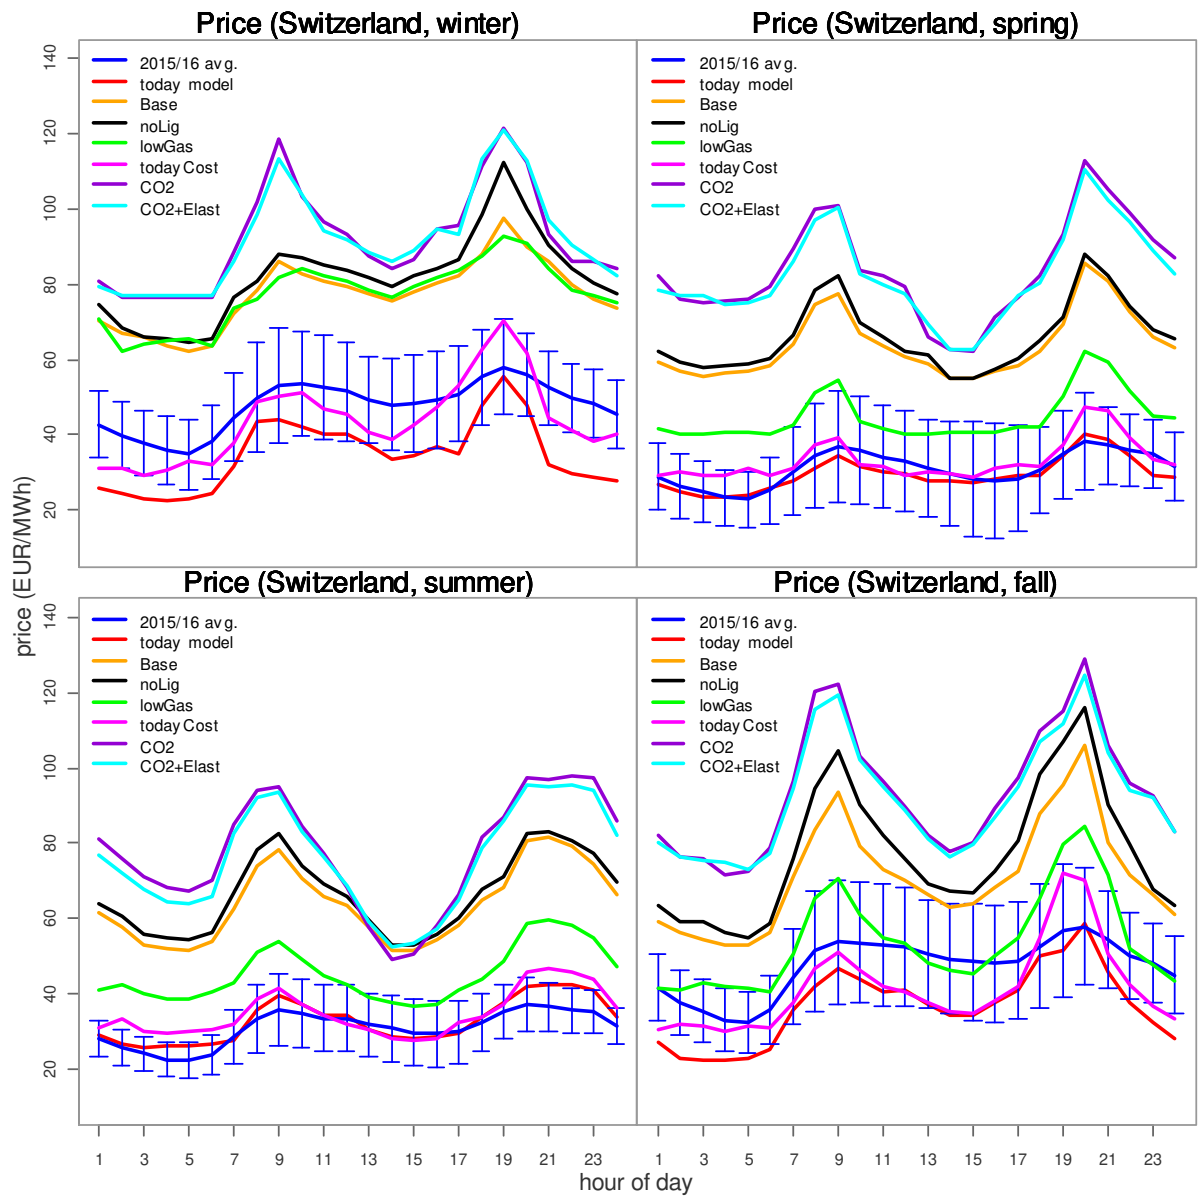 Price (Switzerland, winter)
2015/16 avg.
today model
Base
noLig
lowGas
today Cost
CO2
CO2+Elast
Price (Switzerland, spring)
2015/16 avg.
today model
Base
noLig
lowGas
today Cost
CO2
CO2+Elast
20 40 60 80 100 120 140
price (EUR/MWh)
Price (Switzerland, summer)
2015/16 avg.
today model
Base
noLig
lowGas
today Cost
CO2
CO2+Elast
Price (Switzerland, fall)
2015/16 avg.
today model
Base
noLig
lowGas
today Cost
CO2
CO2+Elast
20 40 60 80 100 120 140
1 3 5 7 9 11 13 15 17 19 21 23
1 3 5 7 9 11 13 15 17 19 21 23
hour of day